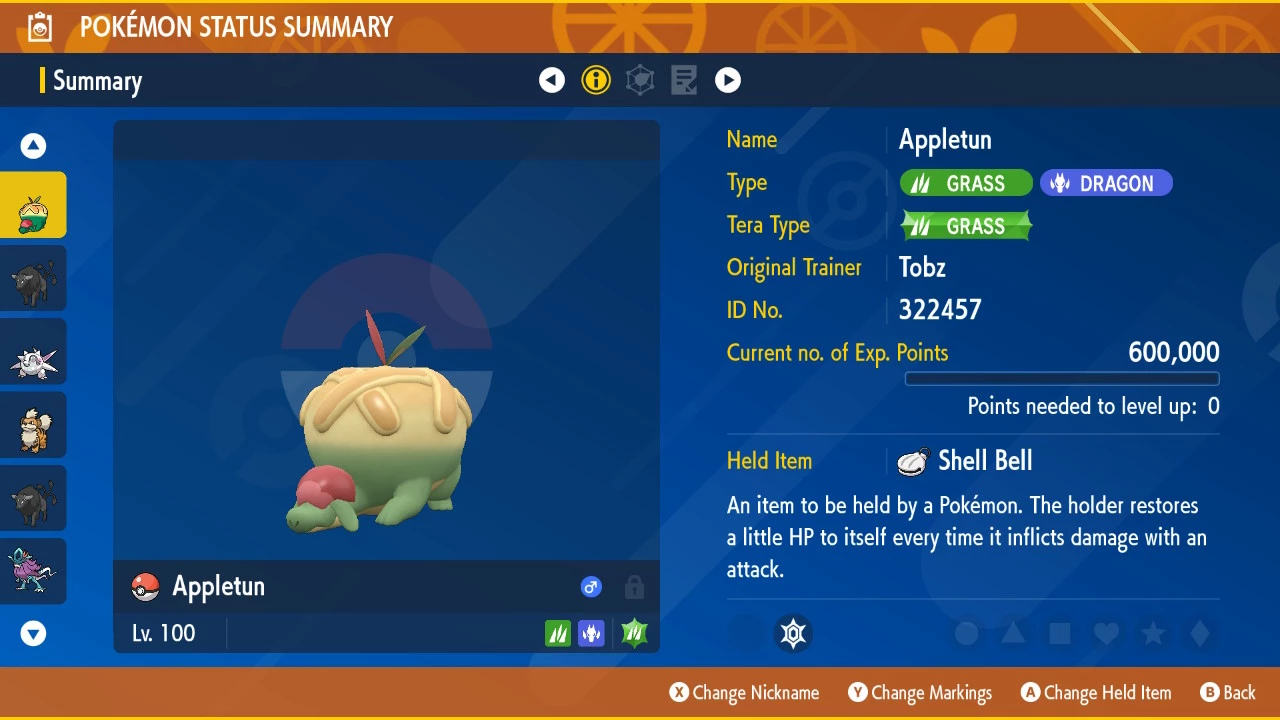 POKÉMON STATUS SUMMARY
Summary
Name Appletun
Type GRASS DRAGON
Tera Type GRASS
Original Trainer Tobz
ID No. 322457
Current no. of Exp. Points 600,000
Points needed to level up: 0
Held Item Shell Bell
An item to be held by a Pokémon. The holder restores
a little HP to itself every time it inflicts damage with an
attack.
Appletun
Lv. 100
X Change Nickname Y Change Markings A Change Held Item B Back